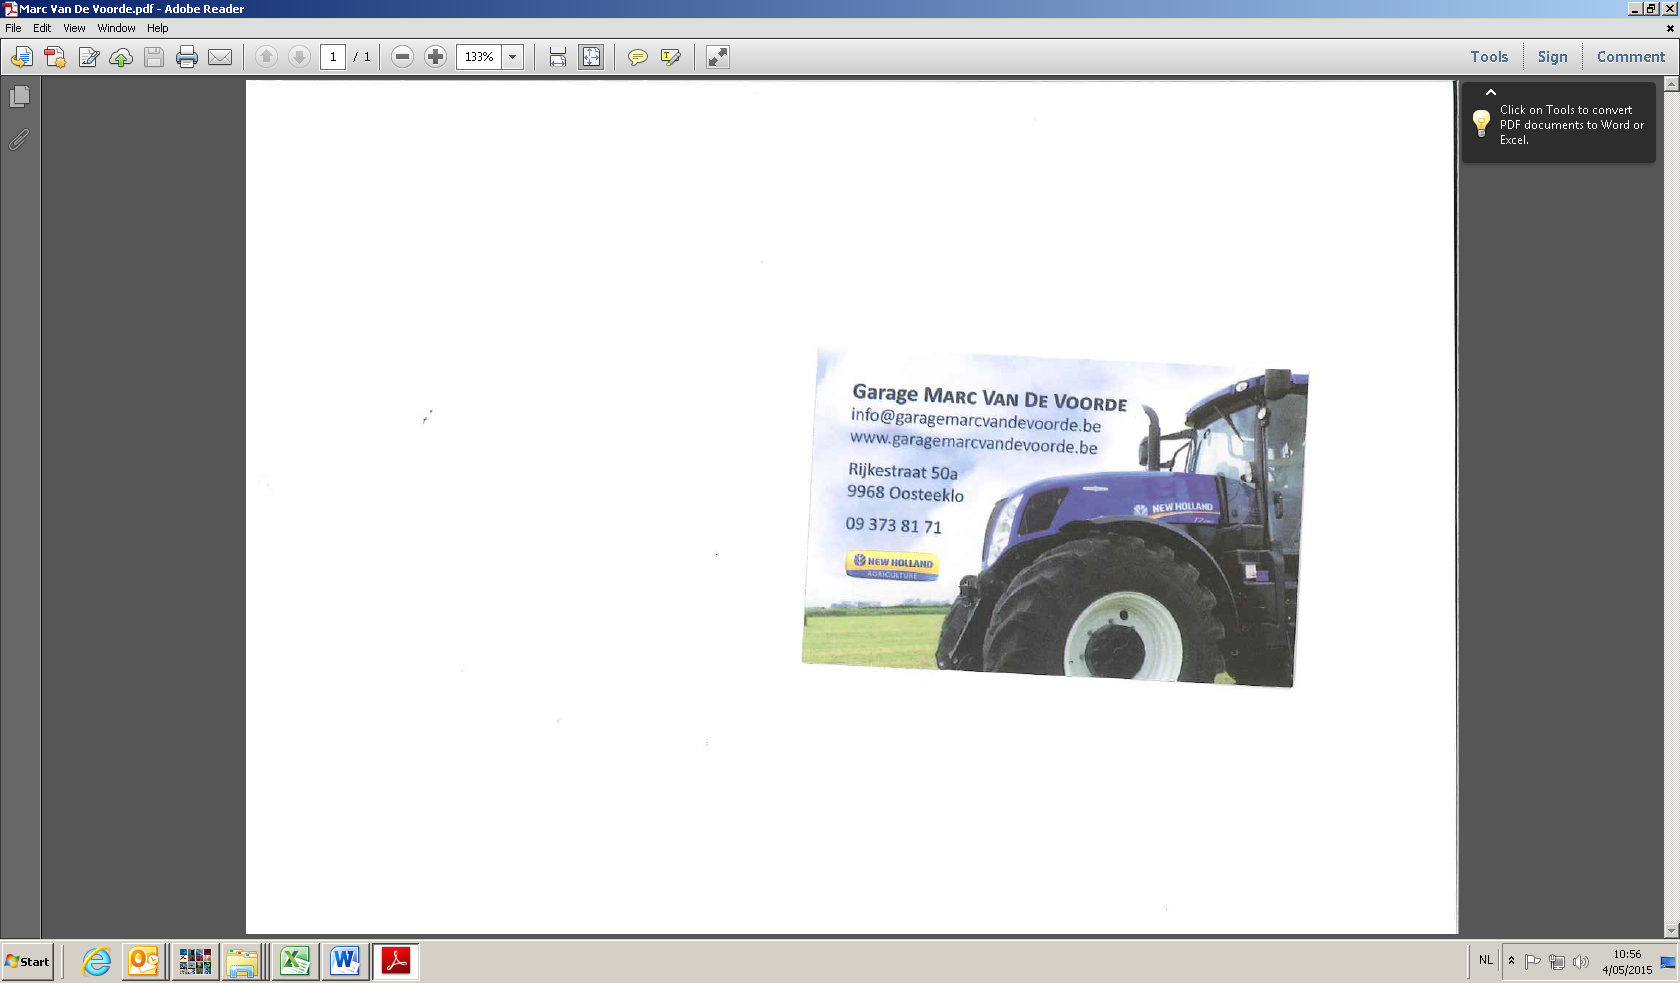 Marc Van De Voorde.pdf - Adobe Reader
File Edit View Window Help
1 / 1 133% Tools Sign Comment
Click on Tools to convert
PDF documents to Word or
Excel.
Garage MARC VAN DE VOORDE
info@garagemarcvandevoorde.be
www.garagemarcvandevoorde.be
Rijkestraat 50a
9968 Oosteeklo
09 373 81 71
NEW HOLLAND
AGRICULTURE
NEW HOLLAND
Start NL 10:56
4/05/2015